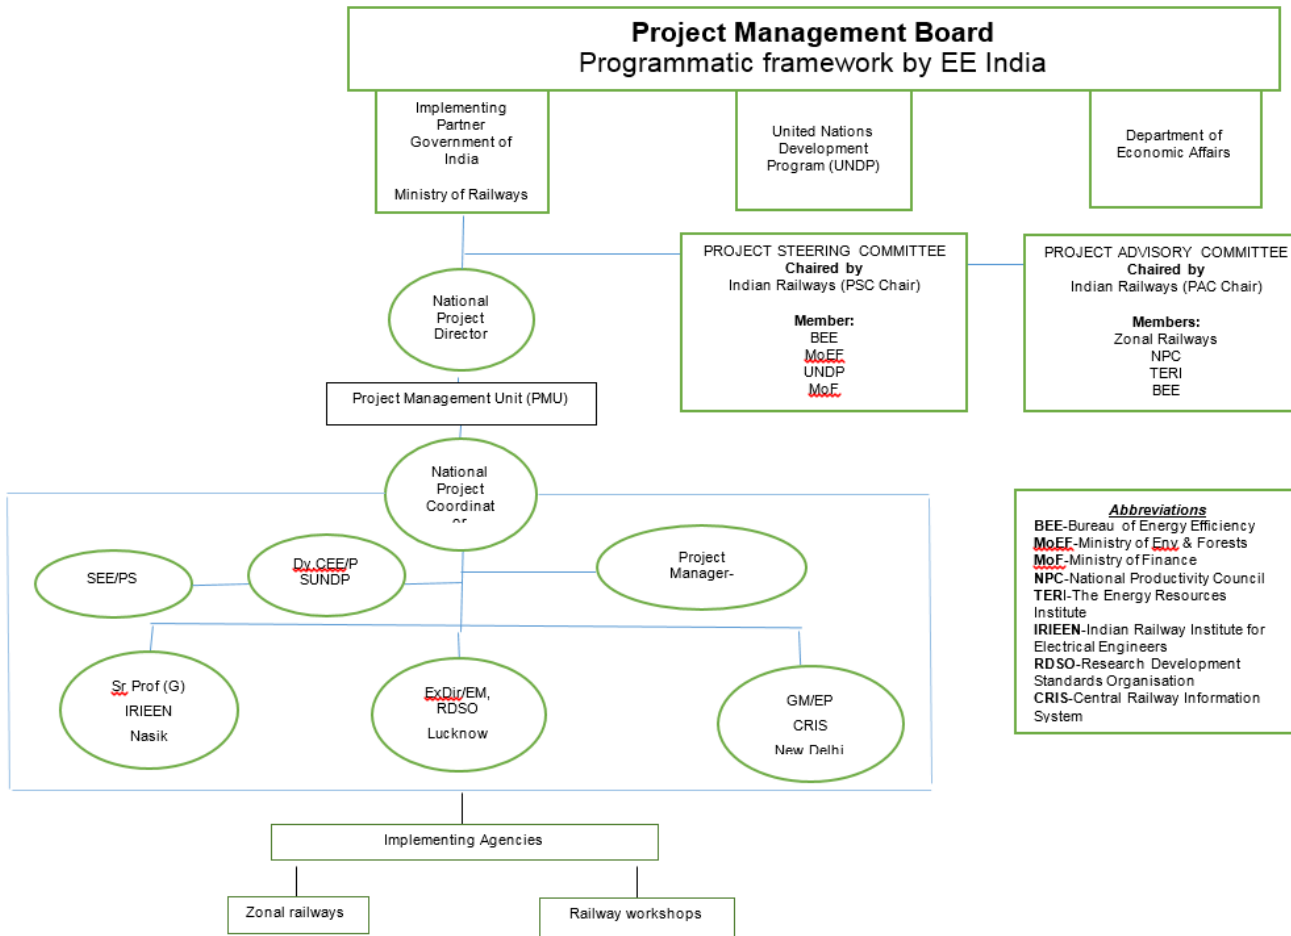 Project Management Board
Programmatic framework by EE India
Implementing
Partner
Government of
India
Ministry of Railways
United Nations
Development
Program (UNDP)
Department of
Economic Affairs
PROJECT STEERING COMMITTEE
Chaired by
Indian Railways (PSC Chair)
Member:
BEE
MoEF
UNDP
MoF
PROJECT ADVISORY COMMITTEE
Chaired by
Indian Railways (PAC Chair)
Members:
Zonal Railways
NPC
TERI
BEE
National
Project
Director
Project Management Unit (PMU)
National
Project
Coordinat
or
SEE/PS
Dy CEE/P
SUNDP
Project
Manager-
Sr Prof (G)
IRIEEN
Nasik
ExDir/EM,
RDSO
Lucknow
GM/EP
CRIS
New Delhi
Abbreviations
BEE-Bureau of Energy Efficiency
MoEF-Ministry of Env & Forests
MoF-Ministry of Finance
NPC-National Productivity Council
TERI-The Energy Resources
Institute
IRIEEN-Indian Railway Institute for
Electrical Engineers
RDSO-Research Development
Standards Organisation
CRIS-Central Railway Information
System
Implementing Agencies
Zonal railways
Railway workshops